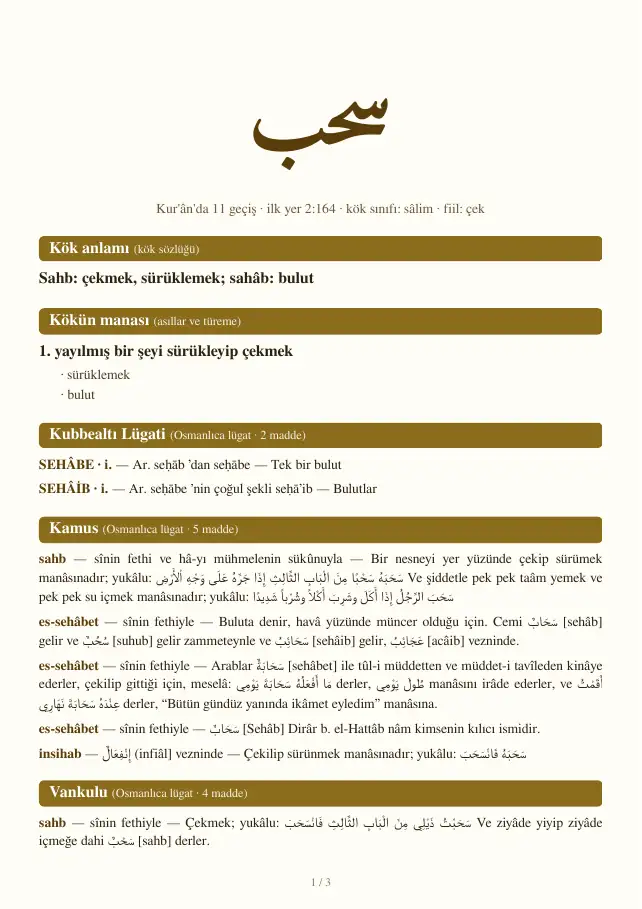 سحب
Kur'ân'da 11 geçiş · ilk yer 2:164 · kök sınıfı: sâlim · fiil: çek
Kök anlamı (kök sözlüğü)
Sahb: çekmek, sürüklemek; sahâb: bulut
Kökün manası (asıllar ve türeme)
1. yayılmış bir şeyi sürükleyip çekmek
· sürüklemek
· bulut
Kubbealtı Lügati (Osmanlıca lügat · 2 madde)
SEHÂBE · i. — Ar. seḥāb ’dan seḥābe — Tek bir bulut
SEHÂİB · i. — Ar. seḥābe ’nin çoğul şekli seḥā’ib — Bulutlar
Kamus (Osmanlıca lügat · 5 madde)
sahb — sînin fethi ve hâ-yı mühmelenin sükûnuyla — Bir nesneyi yer yüzünde çekip sürümek
manâsınadır; yukâlu: سَحَبَهُ سَحْبًا مِنَ الْبَابِ الثَّالِثِ إِذَا جَرَّهُ عَلَى وَجْهِ اْلأَرْضِ Ve şiddetle pek pek taâm yemek ve
pek pek su içmek manâsınadır; yukâlu: سَحَبَ الرَّجُلُ إِذَا أَكَلَ وشَرِبَ أَكْلاً وشُرْباً شَدِيدًا
es-sehâbet — sînin fethiyle — Buluta denir, havâ yüzünde müncer olduğu için. Cemi سَحَابٌ [sehâb]
gelir ve سُحُبٌ [suhub] gelir zammeteynle ve سَحَائِبُ [sehâib] gelir, عَجَائِبُ [acâib] vezninde.
es-sehâbet — sînin fethiyle — Arablar سَحَابَةٌ [sehâbet] ile tûl-i müddetten ve müddet-i tavîleden kinâye
ederler, çekilip gittiği için, meselâ: مَا أَفْعَلُهُ سَحَابَةَ يَوْمِي derler, طُولَ يَوْمِي manâsını irâde ederler, ve أَقَمْتُ
عِنْدَهُ سَحَابَةَ نَهَارِي derler, “Bütün gündüz yanında ikâmet eyledim” manâsına.
es-sehâbet — sînin fethiyle — سَحَابٌ [Sehâb] Dirâr b. el-Hattâb nâm kimsenin kılıcı ismidir.
insihab — إِنْفِعَالٌ (infiâl] vezninde — Çekilip sürünmek manâsınadır; yukâlu: سَحَبَهُ فَانْسَحَبَ
Vankulu (Osmanlıca lügat · 4 madde)
sahb — sînin fethiyle — Çekmek; yukâlu: سَحَبْتُ ذَيْلِي مِنَ الْبَابِ الثَّالِثِ فَانْسَحَبَ Ve ziyâde yiyip ziyâde
içmeğe dahi سَحْبٌ [sahb] derler.
1 / 3